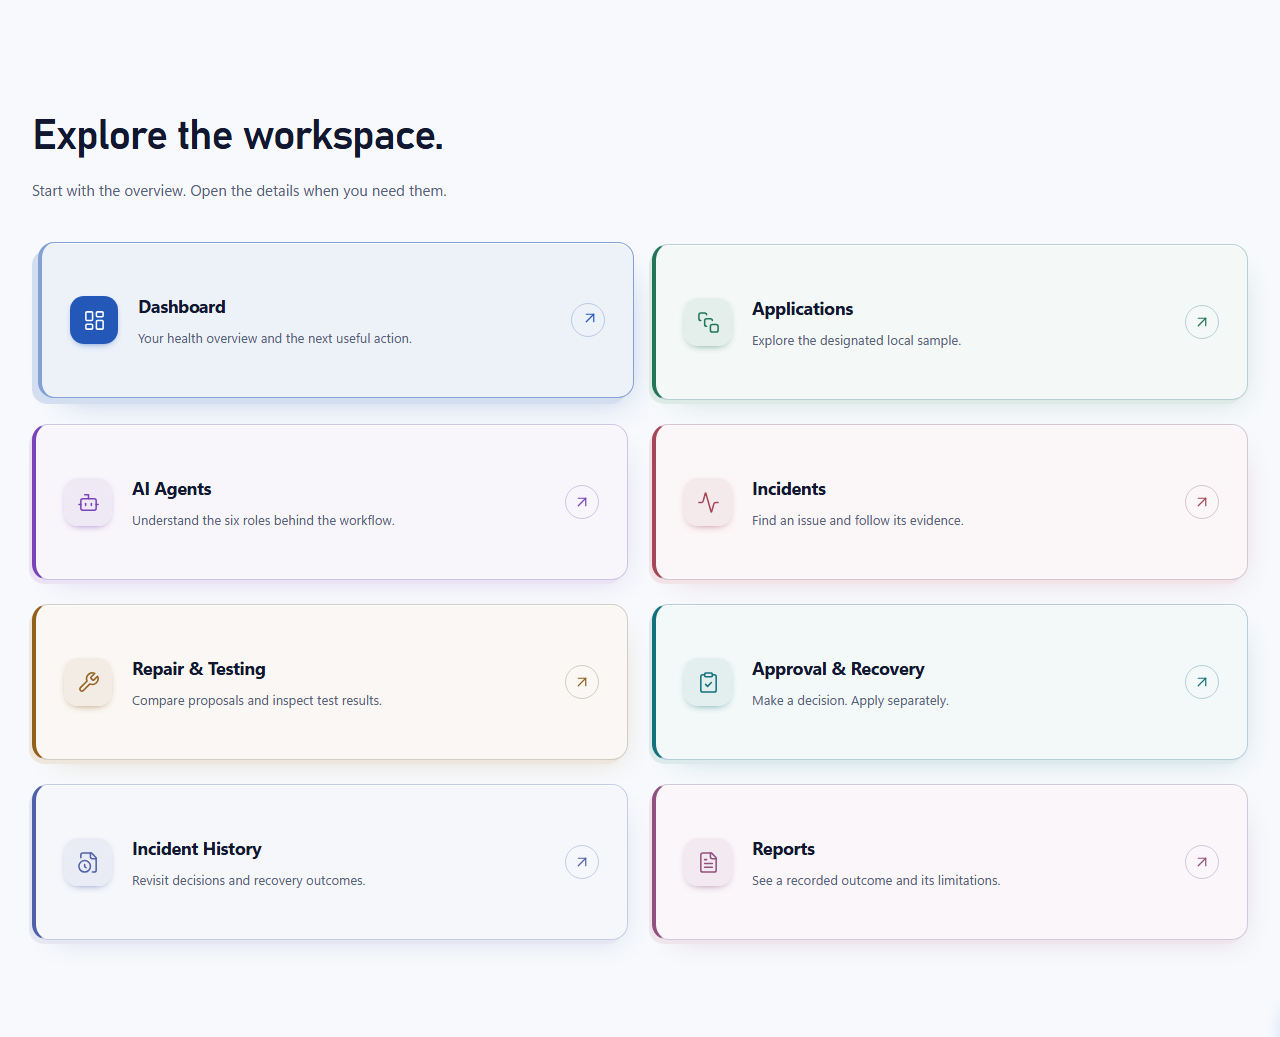 Explore the workspace.
Start with the overview. Open the details when you need them.
Dashboard
Your health overview and the next useful action.
Applications
Explore the designated local sample.
AI Agents
Understand the six roles behind the workflow.
Incidents
Find an issue and follow its evidence.
Repair & Testing
Compare proposals and inspect test results.
Approval & Recovery
Make a decision. Apply separately.
Incident History
Revisit decisions and recovery outcomes.
Reports
See a recorded outcome and its limitations.